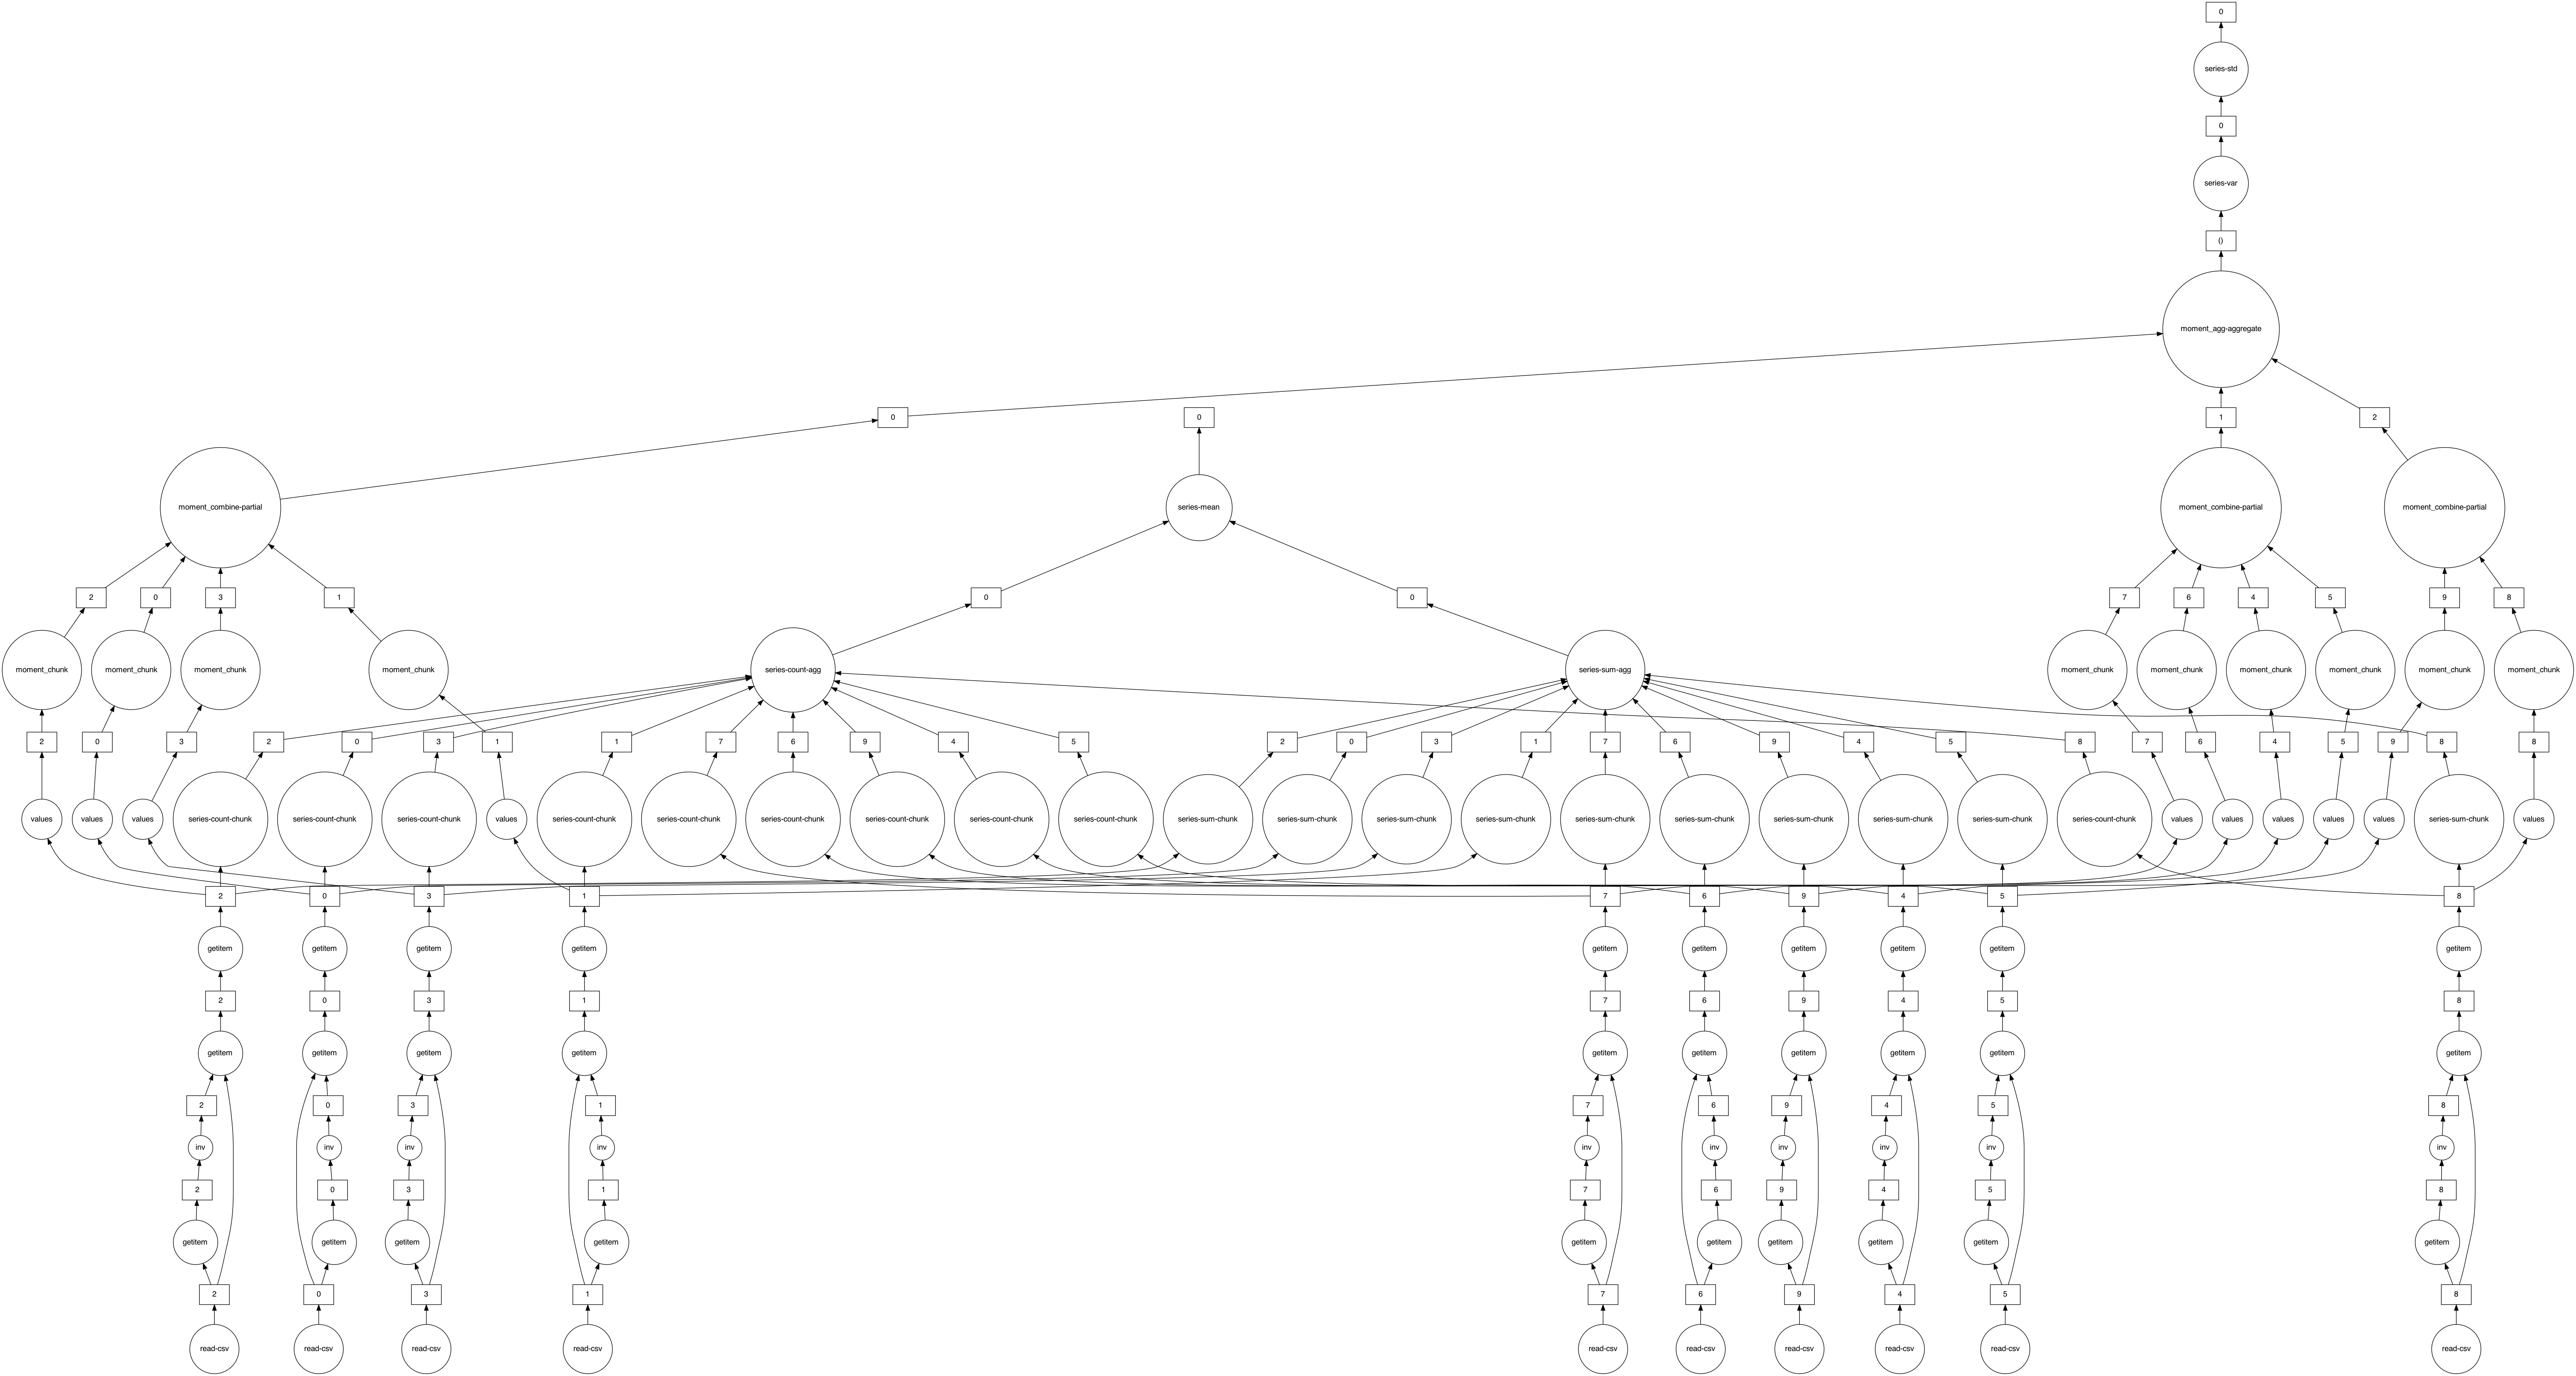 0
series-std
0
series-var
()
moment_agg-aggregate
0 0 1 2
moment_combine-partial series-mean moment_combine-partial moment_combine-partial
2 0 3 1 0 0 7 6 4 5 9 8
moment_chunk moment_chunk moment_chunk moment_chunk series-count-agg series-sum-agg moment_chunk moment_chunk moment_chunk moment_chunk moment_chunk moment_chunk
2 0 3 2 0 3 1 1 7 6 9 4 5 2 0 3 1 7 6 9 4 5 8 7 6 4 5 9 8 8
values values values series-count-chunk series-count-chunk series-count-chunk values series-count-chunk series-count-chunk series-count-chunk series-count-chunk series-count-chunk series-count-chunk series-sum-chunk series-sum-chunk series-sum-chunk series-sum-chunk series-sum-chunk series-sum-chunk series-sum-chunk series-sum-chunk series-sum-chunk series-count-chunk values values values values values series-sum-chunk values
2 0 3 1 7 6 9 4 5 8
getitem getitem getitem getitem getitem getitem getitem getitem getitem getitem
2 0 3 1 7 6 9 4 5 8
getitem getitem getitem getitem getitem getitem getitem getitem getitem getitem
2 0 3 1 7 6 9 4 5 8
inv inv inv inv inv inv inv inv inv inv
2 0 3 1 7 6 9 4 5 8
getitem getitem getitem getitem getitem getitem getitem getitem getitem getitem
2 0 3 1 7 6 9 4 5 8
read-csv read-csv read-csv read-csv read-csv read-csv read-csv read-csv read-csv read-csv